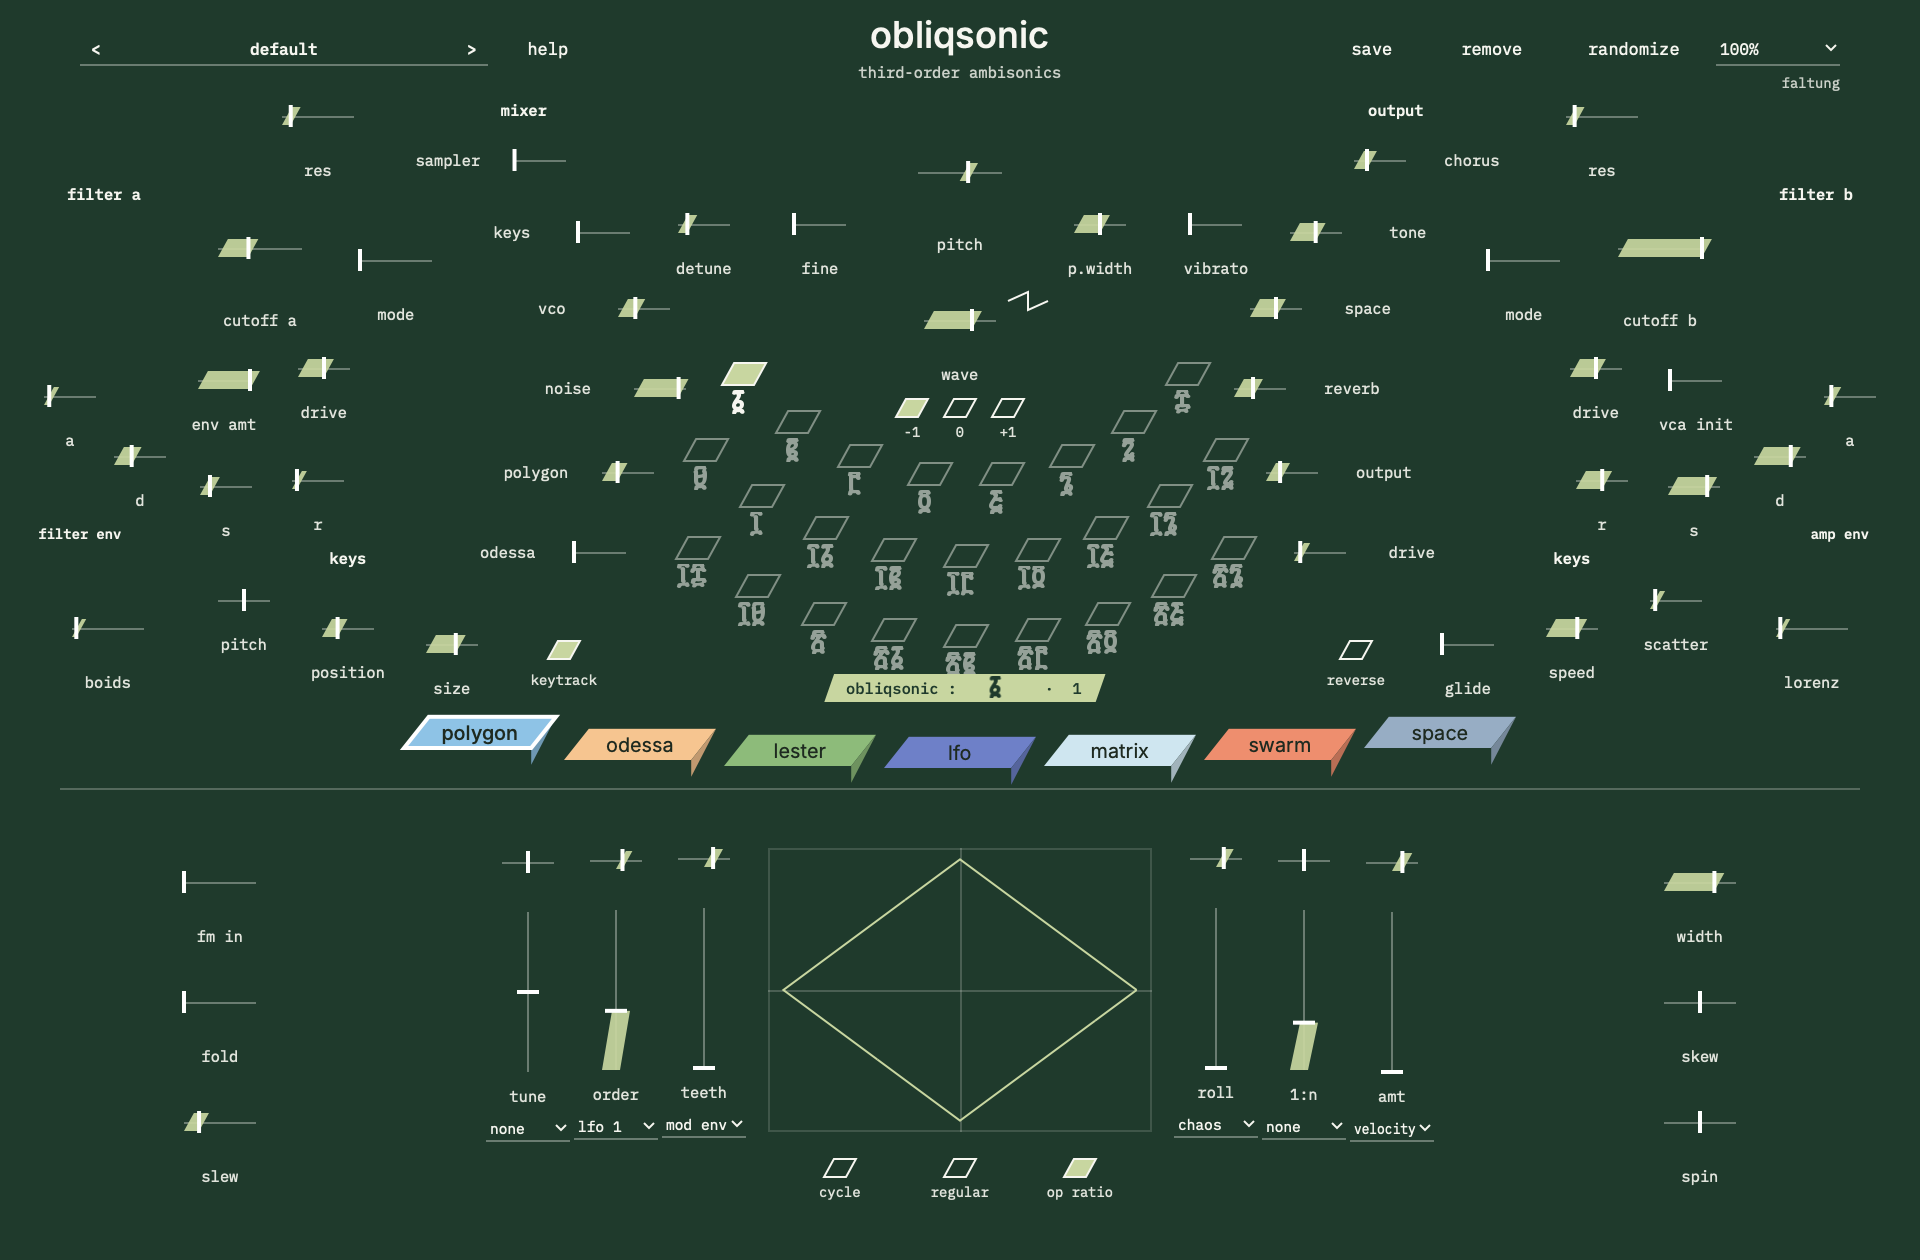 obliqsonic
< default > help save remove randomize 100%
third-order ambisonics
faltung
mixer output
res sampler chorus res
filter a filter b
keys pitch tone
detune fine p.width vibrato
cutoff a mode vco space mode cutoff b
noise wave reverb
env amt drive drive vca init
-1 0 +1
a a
polygon output
d d
s r r s
filter env amp env
odessa drive
keys keys
pitch scatter
boids position size keytrack reverse glide speed lorenz
obliqsonic : · 1
polygon odessa lester lfo matrix swarm space
fm in width
fold skew
tune order teeth roll 1:n amt
none lfo 1 mod env chaos none velocity
slew spin
cycle regular op ratio